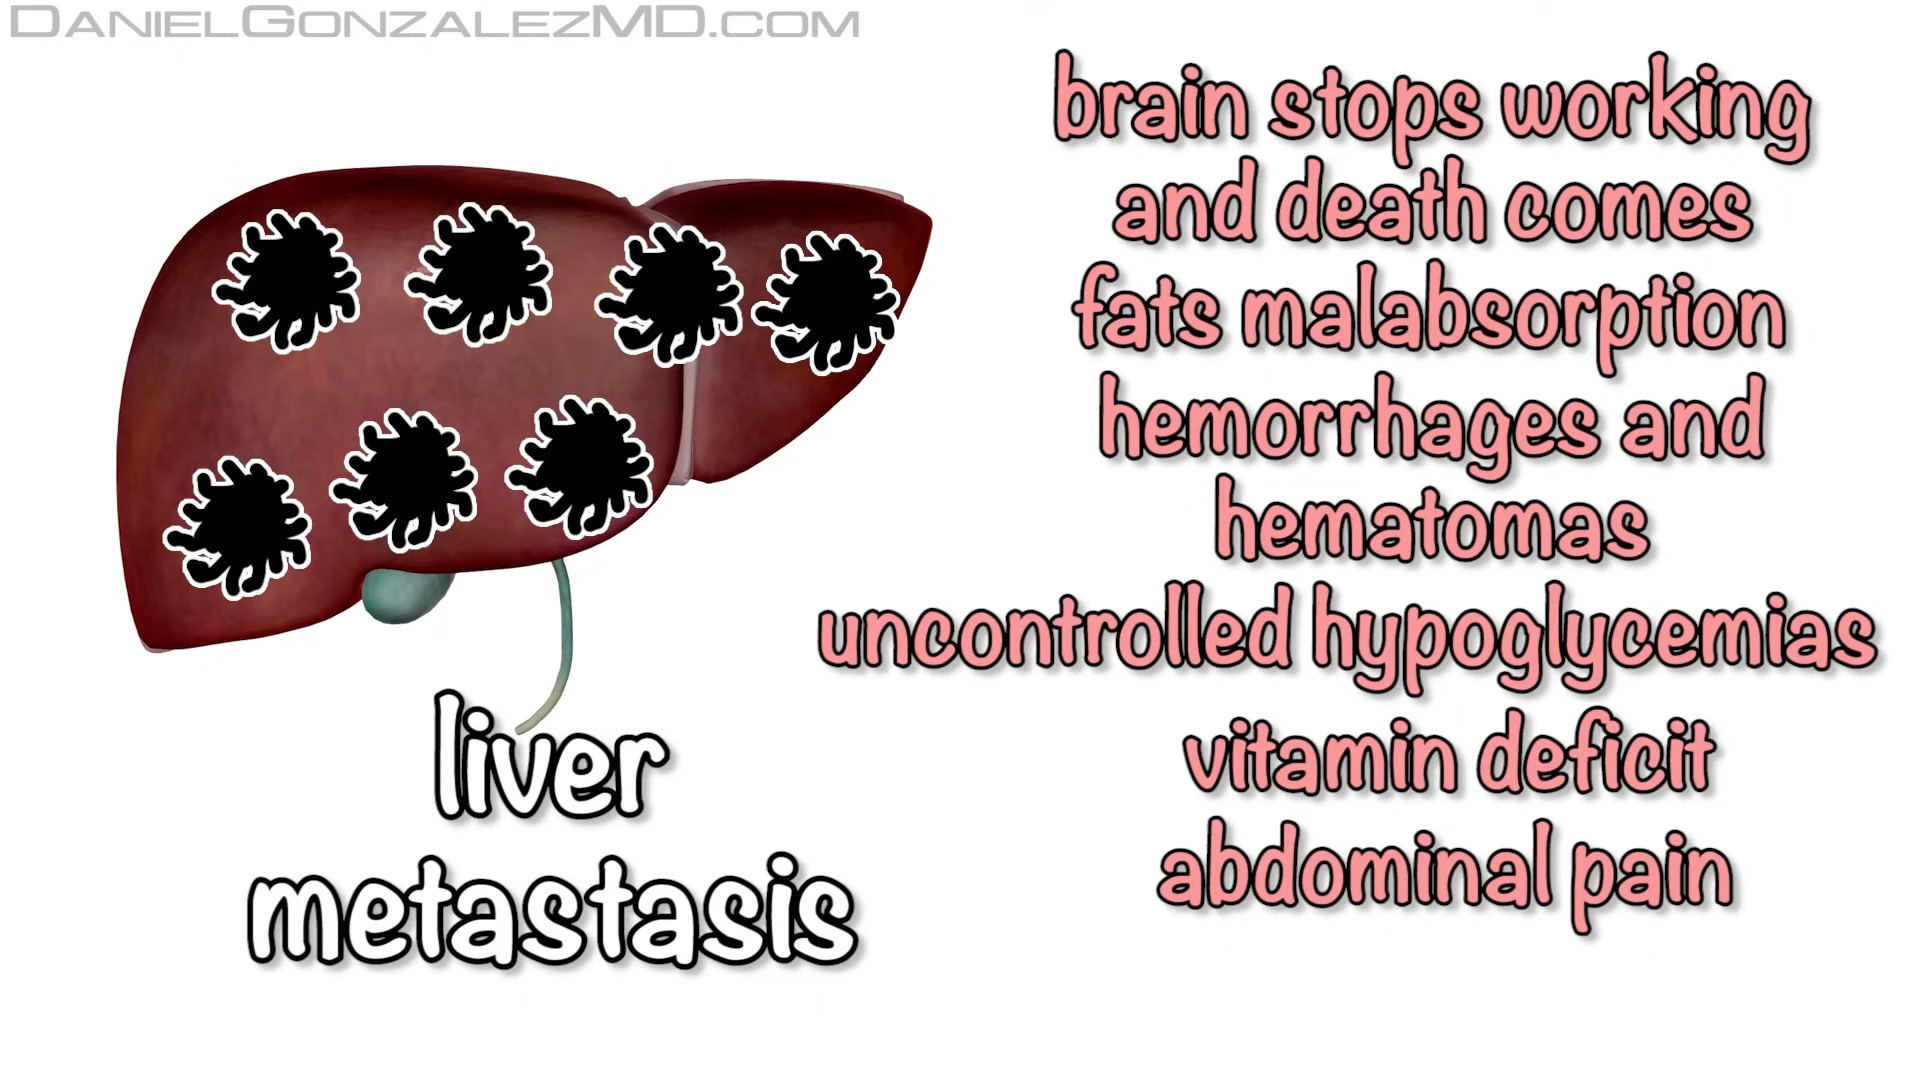 DANIELGONZALEZMD.COM
brain stops working
and death comes
fats malabsorption
hemorrhages and
hematomas
uncontrolled hypoglycemias
vitamin deficit
abdominal pain
liver
metastasis